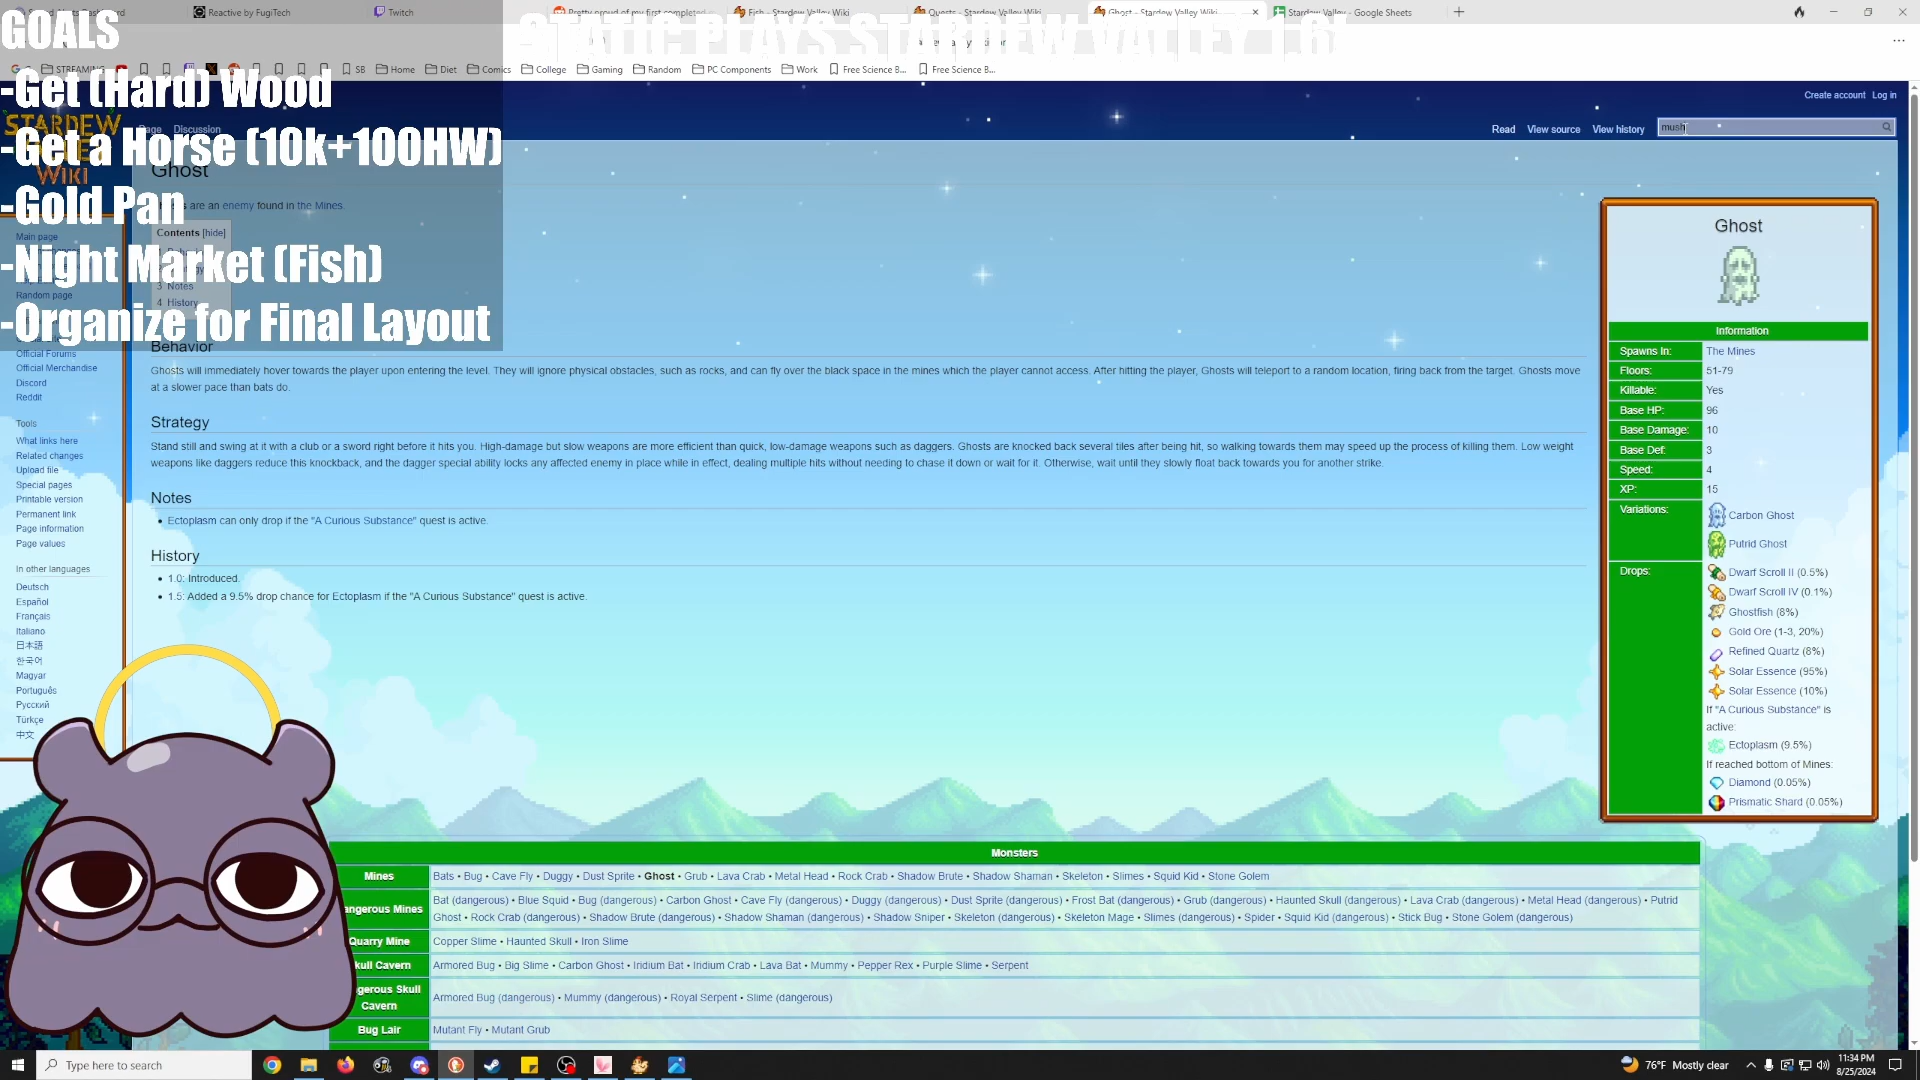 Reactive by FugiTech
Twitch
Pretty proud of my first completed
Fish - Stardew Valley Wiki
Quests - Stardew Valley Wiki
Ghost - Stardew Valley Wiki
Stardew Valley - Google Sheets
GOALS
STATIC PLAYS STARDEW VALLEY 1.6!
STREAMING
SB
Home
Diet
Comics
College
Gaming
Random
PC Components
Work
Free Science B...
Free Science B...
-Get (Hard) Wood
-Get a Horse (10k+100HW)
-Gold Pan
-Night Market (Fish)
-Organize for Final Layout
Create account Log in
STARDEW
WIKI
Page Discussion
Read View source View history
mush
Ghost
are an enemy found in the Mines.
Contents [hide]
3 Notes
4 History
Main page
Random page
Official Forums
Official Merchandise
Discord
Reddit
Tools
What links here
Related changes
Upload file
Special pages
Printable version
Permanent link
Page information
Page values
In other languages
Deutsch
Español
Français
Italiano
日本語
한국어
Magyar
Português
Русский
Türkçe
中文
Behavior
Ghosts will immediately hover towards the player upon entering the level. They will ignore physical obstacles, such as rocks, and can fly over the black space in the mines which the player cannot access. After hitting the player, Ghosts will teleport to a random location, firing back from the target. Ghosts move
at a slower pace than bats do.
Strategy
Stand still and swing at it with a club or a sword right before it hits you. High-damage but slow weapons are more efficient than quick, low-damage weapons such as daggers. Ghosts are knocked back several tiles after being hit, so walking towards them may speed up the process of killing them. Low weight
weapons like daggers reduce this knockback, and the dagger special ability locks any affected enemy in place while in effect, dealing multiple hits without needing to chase it down or wait for it. Otherwise, wait until they slowly float back towards you for another strike.
Notes
• Ectoplasm can only drop if the "A Curious Substance" quest is active.
History
• 1.0: Introduced.
• 1.5: Added a 9.5% drop chance for Ectoplasm if the "A Curious Substance" quest is active.
Ghost
Information
Spawns In: The Mines
Floors: 51-79
Killable: Yes
Base HP: 96
Base Damage: 10
Base Def: 3
Speed: 4
XP: 15
Variations:
Carbon Ghost
Putrid Ghost
Drops:
Dwarf Scroll II (0.5%)
Dwarf Scroll IV (0.1%)
Ghostfish (8%)
Gold Ore (1-3, 20%)
Refined Quartz (8%)
Solar Essence (95%)
Solar Essence (10%)
If "A Curious Substance" is
active:
Ectoplasm (9.5%)
If reached bottom of Mines:
Diamond (0.05%)
Prismatic Shard (0.05%)
Monsters
Mines
Bats • Bug • Cave Fly • Duggy • Dust Sprite • Ghost • Grub • Lava Crab • Metal Head • Rock Crab • Shadow Brute • Shadow Shaman • Skeleton • Slimes • Squid Kid • Stone Golem
angerous Mines
Bat (dangerous) • Blue Squid • Bug (dangerous) • Carbon Ghost • Cave Fly (dangerous) • Duggy (dangerous) • Dust Sprite (dangerous) • Frost Bat (dangerous) • Grub (dangerous) • Haunted Skull (dangerous) • Lava Crab (dangerous) • Metal Head (dangerous) • Putrid
Ghost • Rock Crab (dangerous) • Shadow Brute (dangerous) • Shadow Shaman (dangerous) • Shadow Sniper • Skeleton (dangerous) • Skeleton Mage • Slimes (dangerous) • Spider • Squid Kid (dangerous) • Stick Bug • Stone Golem (dangerous)
Quarry Mine
Copper Slime • Haunted Skull • Iron Slime
kull Cavern
Armored Bug • Big Slime • Carbon Ghost • Iridium Bat • Iridium Crab • Lava Bat • Mummy • Pepper Rex • Purple Slime • Serpent
gerous Skull
Cavern
Armored Bug (dangerous) • Mummy (dangerous) • Royal Serpent • Slime (dangerous)
Bug Lair
Mutant Fly • Mutant Grub
Type here to search
76°F Mostly clear
11:34 PM
8/25/2024